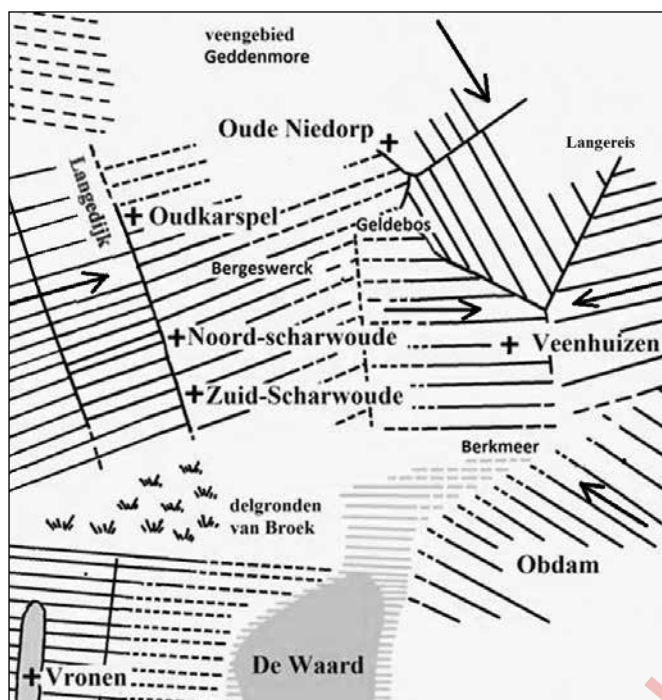 veengebied
Geddenmore
Oude Niedorp
Langereis
Langedijk
Oudkarspel
Geldebos
Bergeswerck
Noord-scharwoude
Veenhuizen
Zuid-Scharwoude
Berkmeer
delgronden
van Broek
Obdam
De Waard
Vronen